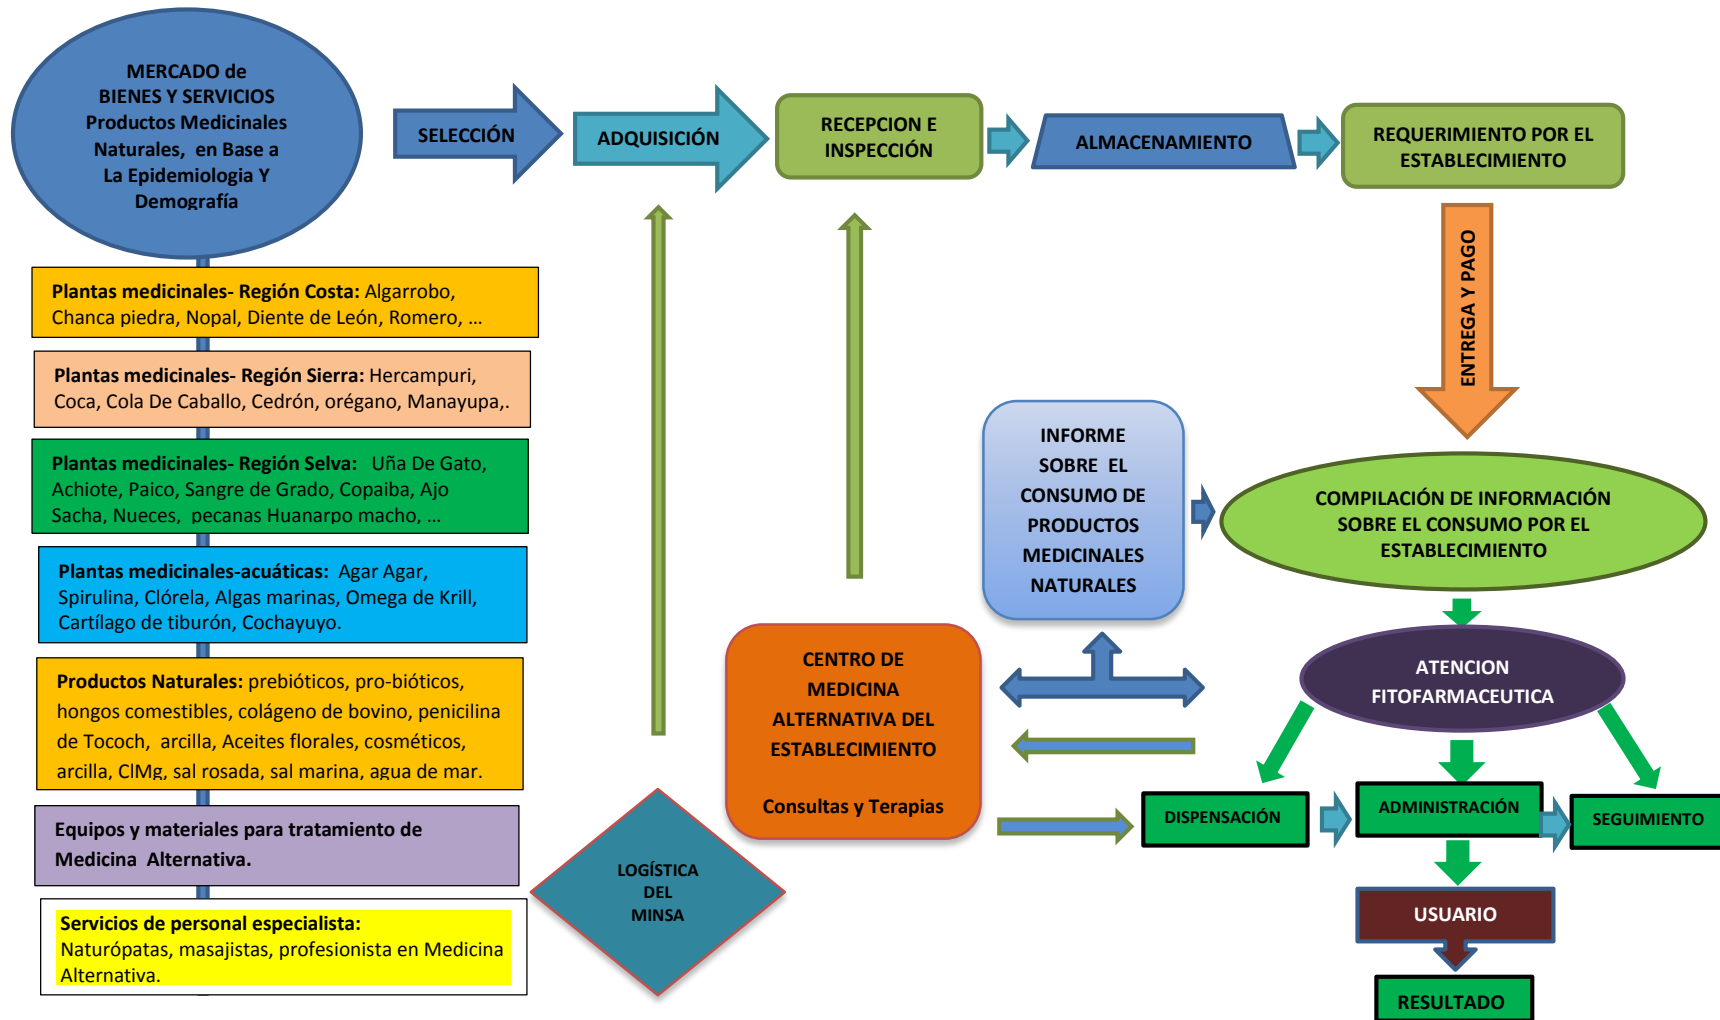 MERCADO de
BIENES Y SERVICIOS
Productos Medicinales
Naturales, en Base a
La Epidemiologia Y
Demografía
SELECCIÓN
ADQUISICIÓN
RECEPCION E
INSPECCIÓN
ALMACENAMIENTO
REQUERIMIENTO POR EL
ESTABLECIMIENTO
ENTREGA Y PAGO
Plantas medicinales- Región Costa: Algarrobo,
Chanca piedra, Nopal, Diente de León, Romero, ...
Plantas medicinales- Región Sierra: Hercampuri,
Coca, Cola De Caballo, Cedrón, orégano, Manayupa,.
Plantas medicinales- Región Selva: Uña De Gato,
Achiote, Paico, Sangre de Grado, Copaiba, Ajo
Sacha, Nueces, pecanas Huanarpo macho, ...
Plantas medicinales-acuáticas: Agar Agar,
Spirulina, Clórela, Algas marinas, Omega de Krill,
Cartílago de tiburón, Cochayuyo.
Productos Naturales: prebióticos, pro-bióticos,
hongos comestibles, colágeno de bovino, penicilina
de Tococh, arcilla, Aceites florales, cosméticos,
arcilla, ClMg, sal rosada, sal marina, agua de mar.
Equipos y materiales para tratamiento de
Medicina Alternativa.
Servicios de personal especialista:
Naturópatas, masajistas, profesionista en Medicina
Alternativa.
LOGÍSTICA
DEL
MINSA
CENTRO DE
MEDICINA
ALTERNATIVA DEL
ESTABLECIMIENTO
Consultas y Terapias
INFORME
SOBRE EL
CONSUMO DE
PRODUCTOS
MEDICINALES
NATURALES
COMPILACIÓN DE INFORMACIÓN
SOBRE EL CONSUMO POR EL
ESTABLECIMIENTO
ATENCION
FITOFARMACEUTICA
DISPENSACIÓN
ADMINISTRACIÓN
SEGUIMIENTO
USUARIO
RESULTADO